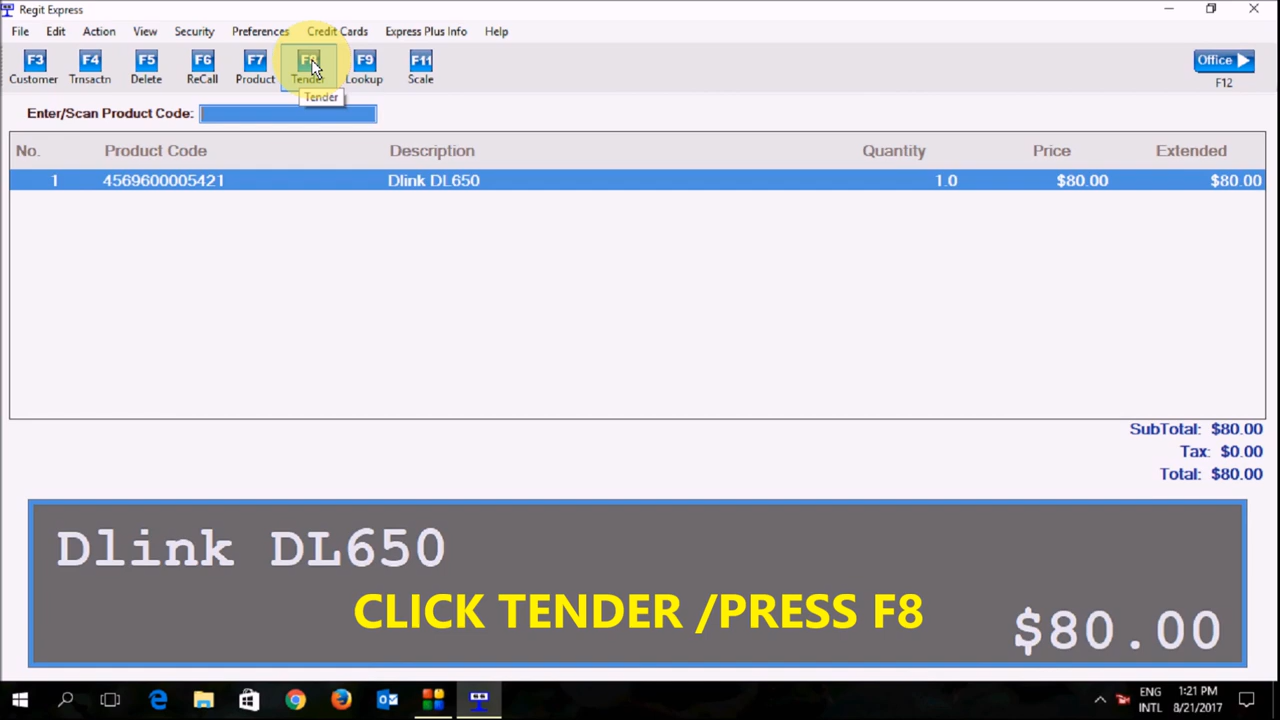 Regit Express
File Edit Action View Security Preferences Credit Cards Express Plus Info Help
F3 F4 F5 F6 F7 F8 F9 F11 Office
Customer Trnsactn Delete ReCall Product Tender Lookup Scale F12
Tender
Enter/Scan Product Code:
No. Product Code Description Quantity Price Extended
1 4569600005421 Dlink DL650 1.0 $80.00 $80.00
SubTotal: $80.00
Tax: $0.00
Total: $80.00
Dlink DL650
CLICK TENDER /PRESS F8
$80.00
ENG 1:21 PM
INTL 8/21/2017